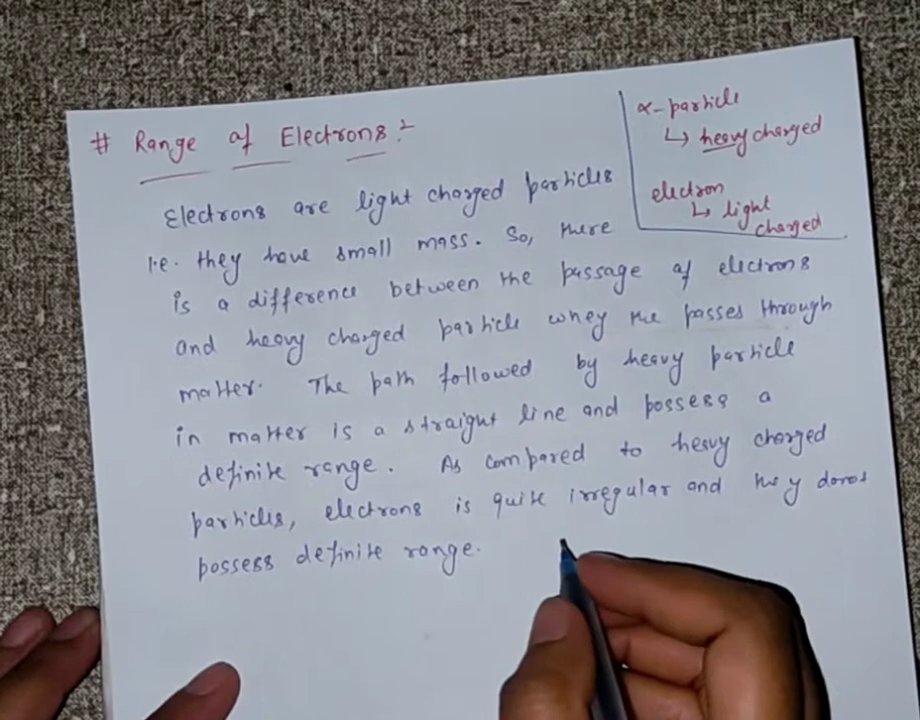 # Range of Electrons:-
Electrons are light charged particles
i.e. they have small mass. So, there
is a difference between the passage of electrons
and heavy charged particle whey the passes through
matter. The path followed by heavy particle
in matter is a straight line and possess a
definite range. As compared to heavy charged
particles, electrons is quite irregular and they
possess definite range.
α-particle
↳ heavy charged
electron
↳ light
charged